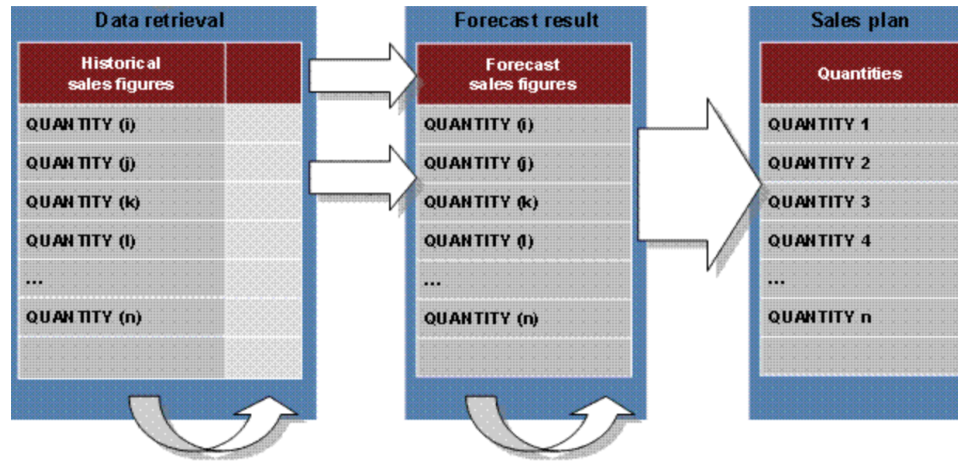 Data retrieval
Historical
sales figures
QUANTITY (i)
QUANTITY (j)
QUANTITY (k)
QUANTITY (l)
...
QUANTITY (n)
Forecast result
Forecast
sales figures
QUANTITY (i)
QUANTITY (j)
QUANTITY (k)
QUANTITY (l)
...
QUANTITY (n)
Sales plan
Quantities
QUANTITY 1
QUANTITY 2
QUANTITY 3
QUANTITY 4
...
QUANTITY n